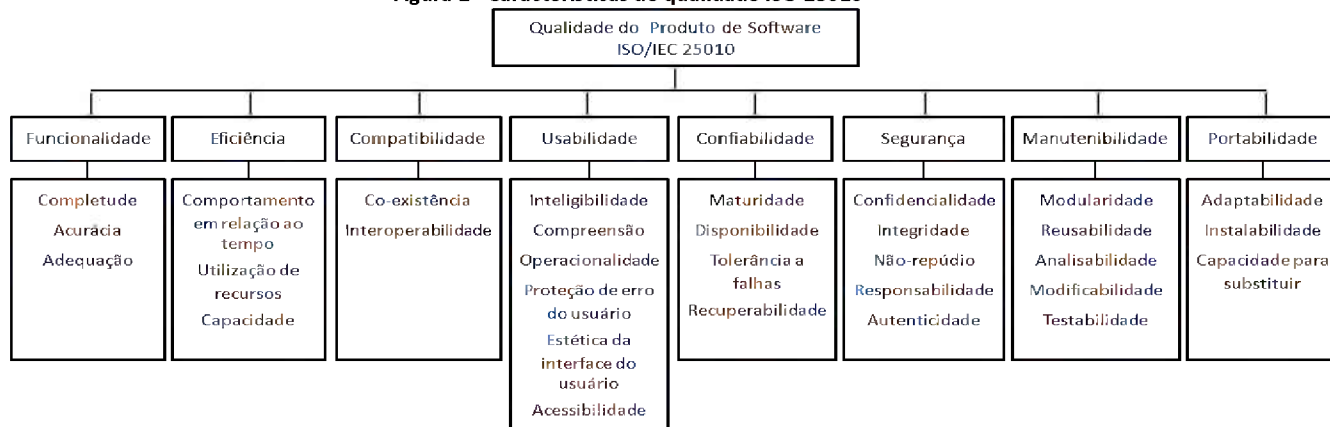 Qualidade do Produto de Software
ISO/IEC 25010
Funcionalidade
Eficiência
Compatibilidade
Usabilidade
Confiabilidade
Segurança
Manutenibilidade
Portabilidade
Completude
Acurácia
Adequação
Comportamento
em relação ao
tempo
Utilização de
recursos
Capacidade
Co-existência
Interoperabilidade
Inteligibilidade
Compreensão
Operacionalidade
Proteção de erro
do usuário
Estética da
interface do
usuário
Acessibilidade
Maturidade
Disponibilidade
Tolerância a
falhas
Recuperabilidade
Confidencialidade
Integridade
Não-repúdio
Responsabilidade
Autenticidade
Modularidade
Reusabilidade
Analisabilidade
Modificabilidade
Testabilidade
Adaptabilidade
Instalabilidade
Capacidade para
substituir